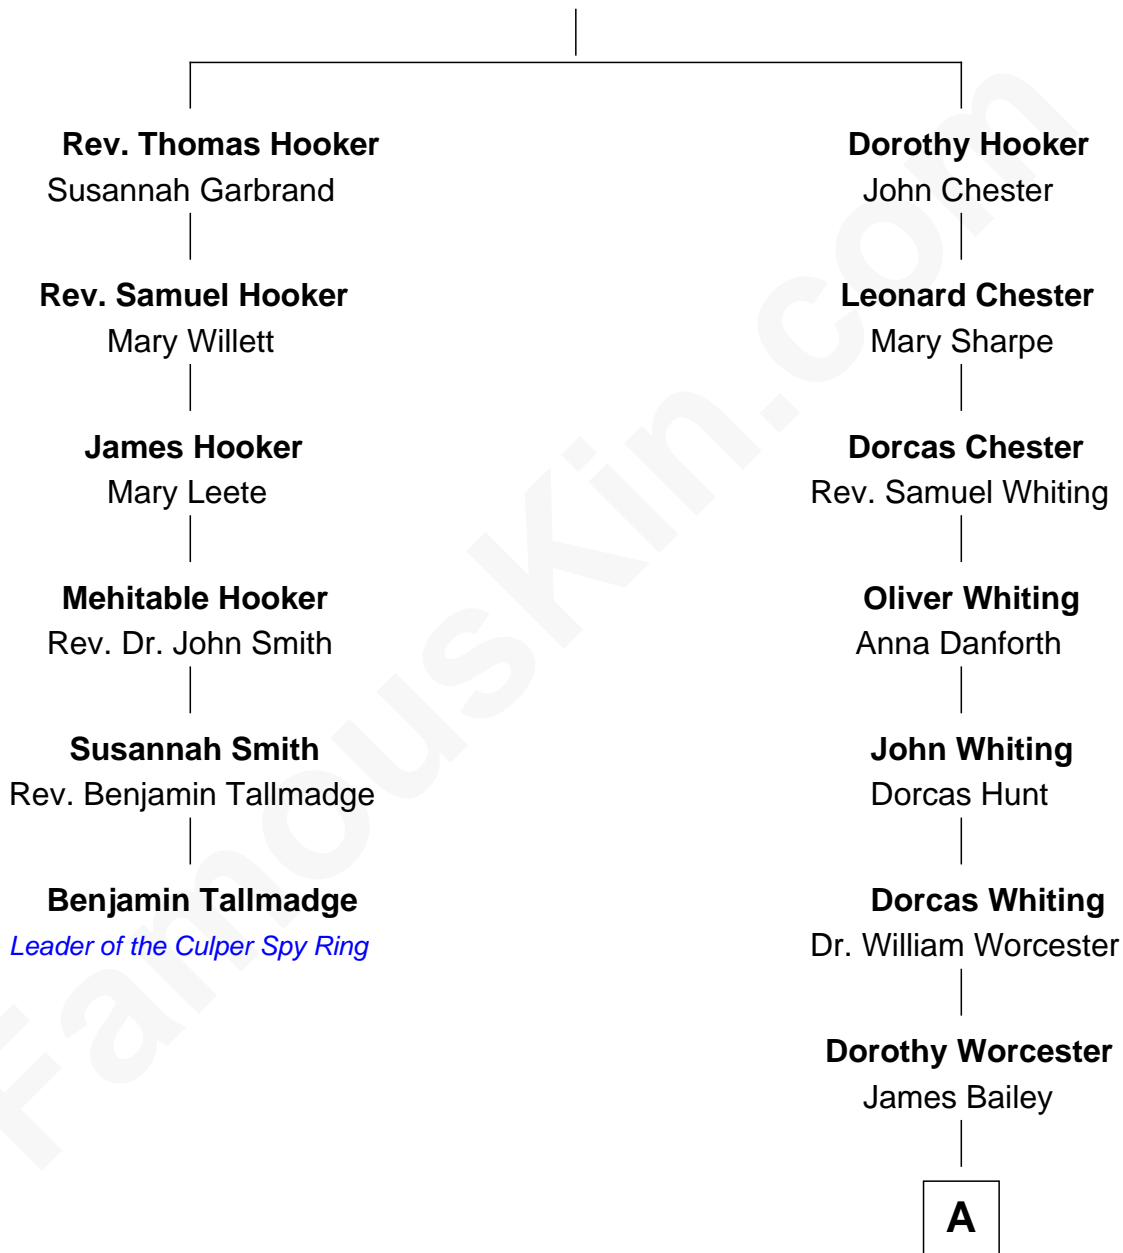 Rev. Thomas Hooker
Susannah Garbrand
Rev. Samuel Hooker
Mary Willett
James Hooker
Mary Leete
Mehitable Hooker
Rev. Dr. John Smith
Susannah Smith
Rev. Benjamin Tallmadge
Benjamin Tallmadge
Leader of the Culper Spy Ring
Dorothy Hooker
John Chester
Leonard Chester
Mary Sharpe
Dorcas Chester
Rev. Samuel Whiting
Oliver Whiting
Anna Danforth
John Whiting
Dorcas Hunt
Dorcas Whiting
Dr. William Worcester
Dorothy Worcester
James Bailey
A
FamousKin.com